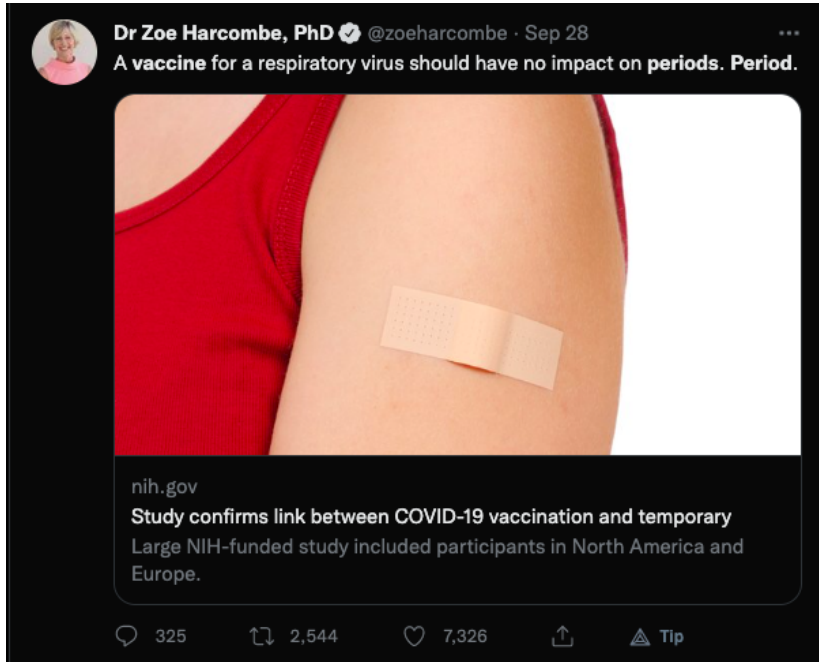 Dr Zoe Harcombe, PhD @zoeharcombe · Sep 28
A vaccine for a respiratory virus should have no impact on periods. Period.
nih.gov
Study confirms link between COVID-19 vaccination and temporary
Large NIH-funded study included participants in North America and
Europe.
325 2,544 7,326 Tip